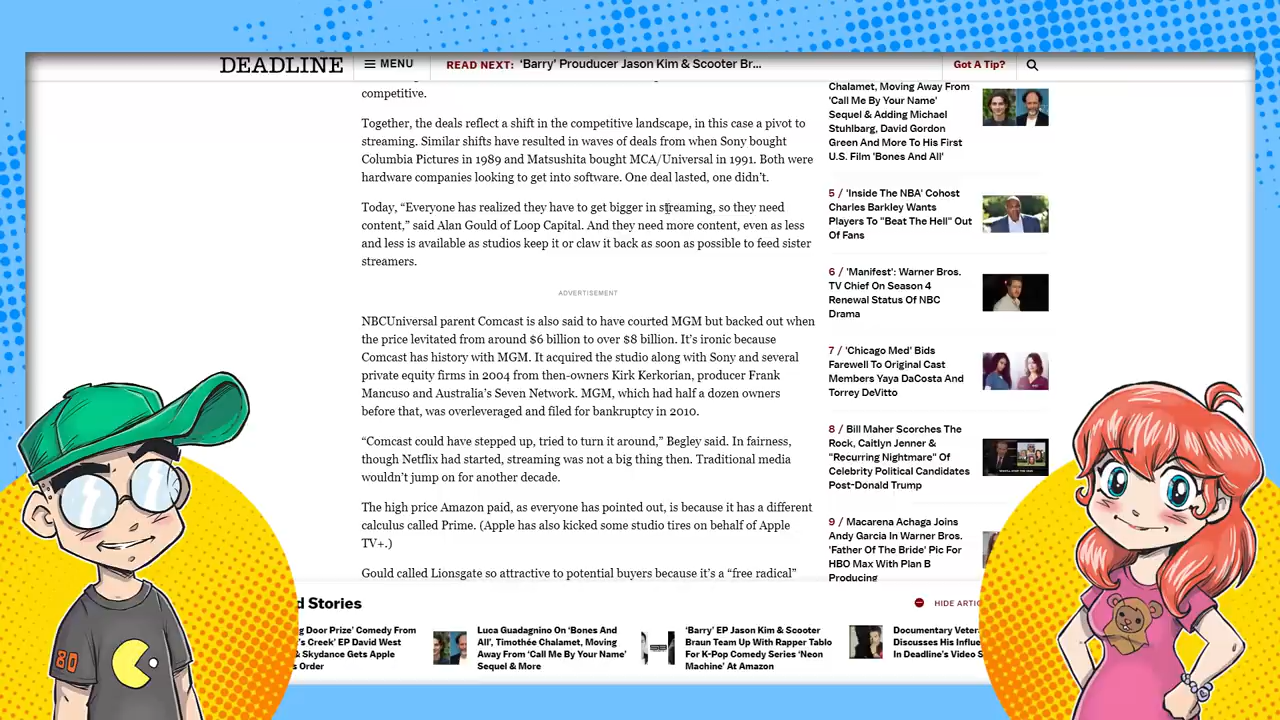 DEADLINE
MENU
READ NEXT: 'Barry' Prouducer Jason Kim & Scooter Br...
Got A Tip?
competitive.
Together, the deals reflect a shift in the competitive landscape, in this case a pivot to
streaming. Similar shifts have resulted in waves of deals from when Sony bought
Columbia Pictures in 1989 and Matsushita bought MCA/Universal in 1991. Both were
hardware companies looking to get into software. One deal lasted, one didn't.
Today, “Everyone has realized they have to get bigger in streaming, so they need
content,” said Alan Gould of Loop Capital. And they need more content, even as less
and less is available as studios keep it or claw it back as soon as possible to feed sister
streamers.
ADVERTISEMENT
NBCUniversal parent Comcast is also said to have courted MGM but backed out when
the price levitated from around $6 billion to over $8 billion. It's ironic because
Comcast has history with MGM. It acquired the studio along with Sony and several
private equity firms in 2004 from then-owners Kirk Kerkorian, producer Frank
Mancuso and Australia's Seven Network. MGM, which had half a dozen owners
before that, was overleveraged and filed for bankruptcy in 2010.
“Comcast could have stepped up, tried to turn it around,” Begley said. In fairness,
though Netflix had started, streaming was not a big thing then. Traditional media
wouldn't jump on for another decade.
The high price Amazon paid, as everyone has pointed out, is because it has a different
calculus called Prime. (Apple has also kicked some studio tires on behalf of Apple
TV+.)
Gould called Lionsgate so attractive to potential buyers because it's a “free radical”
Chalamet, Moving Away From
'Call Me By Your Name'
Sequel & Adding Michael
Stuhlbarg, David Gordon
Green And More To His First
U.S. Film 'Bones And All'
5 / 'Inside The NBA' Cohost
Charles Barkley Wants
Players To "Beat The Hell" Out
Of Fans
6 / 'Manifest': Warner Bros.
TV Chief On Season 4
Renewal Status Of NBC
Drama
7 / 'Chicago Med' Bids
Farewell To Original Cast
Members Yaya DaCosta And
Torrey DeVitto
8 / Bill Maher Scorches The
Rock, Caitlyn Jenner &
"Recurring Nightmare" Of
Celebrity Political Candidates
Post-Donald Trump
9 / Macarena Achaga Joins
Andy Garcia In Warner Bros.
'Father Of The Bride' Pic For
HBO Max With Plan B
Producing
d Stories
HIDE ARTIC
g Door Prize' Comedy From
's Creek' EP David West
& Skydance Gets Apple
s Order
Luca Guadagnino On 'Bones And
All', Timothée Chalamet, Moving
Away From 'Call Me By Your Name'
Sequel & More
'Barry' EP Jason Kim & Scooter
Braun Team Up With Rapper Tablo
For K-Pop Comedy Series 'Neon
Machine' At Amazon
Documentary Veter
Discusses His Influe
In Deadline's Video S
80